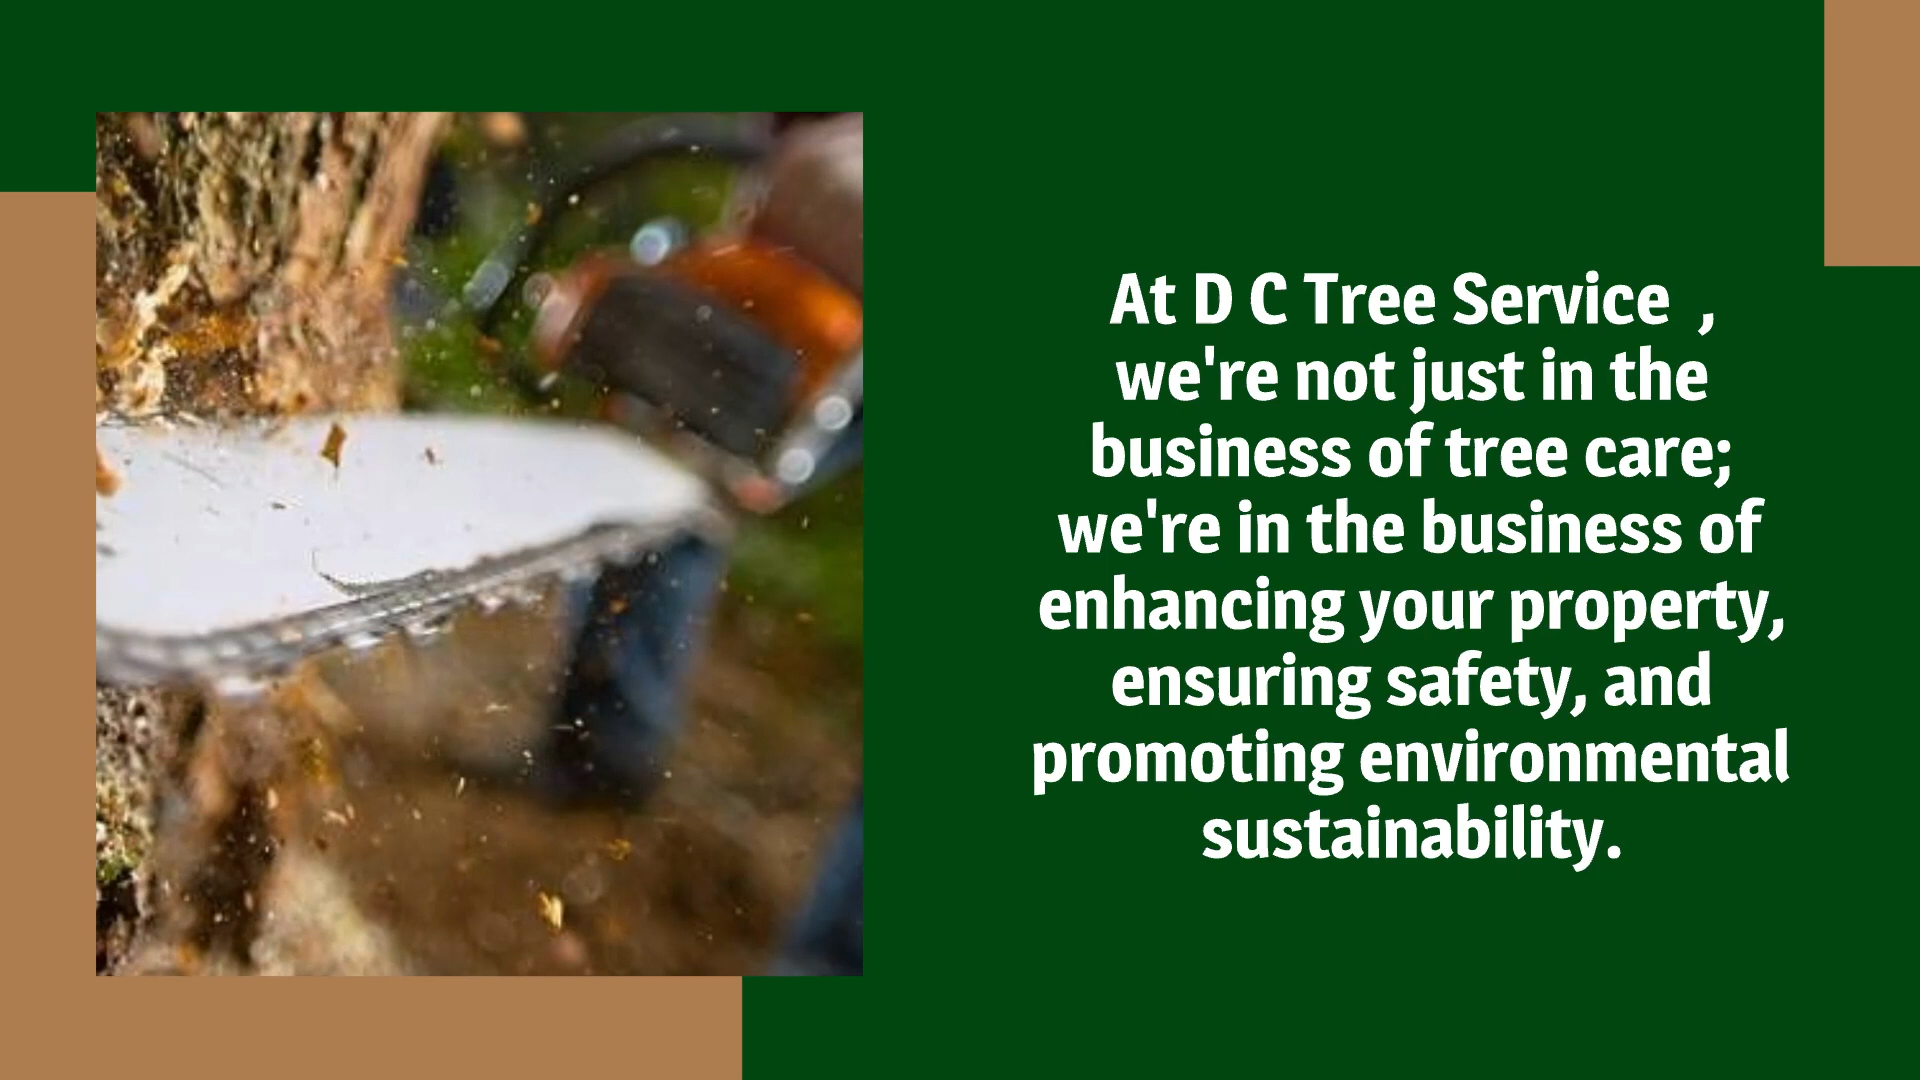 At D C Tree Service  ,
we're not just in the
business of tree care;
we're in the business of
enhancing your property,
ensuring safety, and
promoting environmental
sustainability.